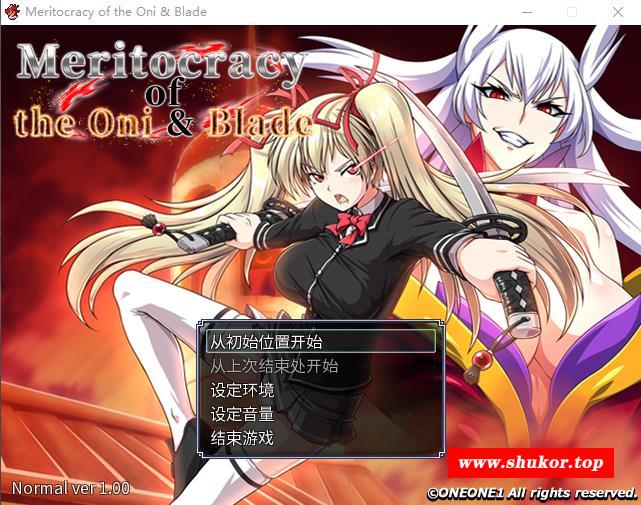 Meritocracy of the Oni & Blade
Meritocracy
of
the Oni & Blade
从初始位置开始
从上次结束处开始
设定环境
设定音量
结束游戏
www.shukor.top
Normal ver 1.00
©ONEONE1 All rights reserved.